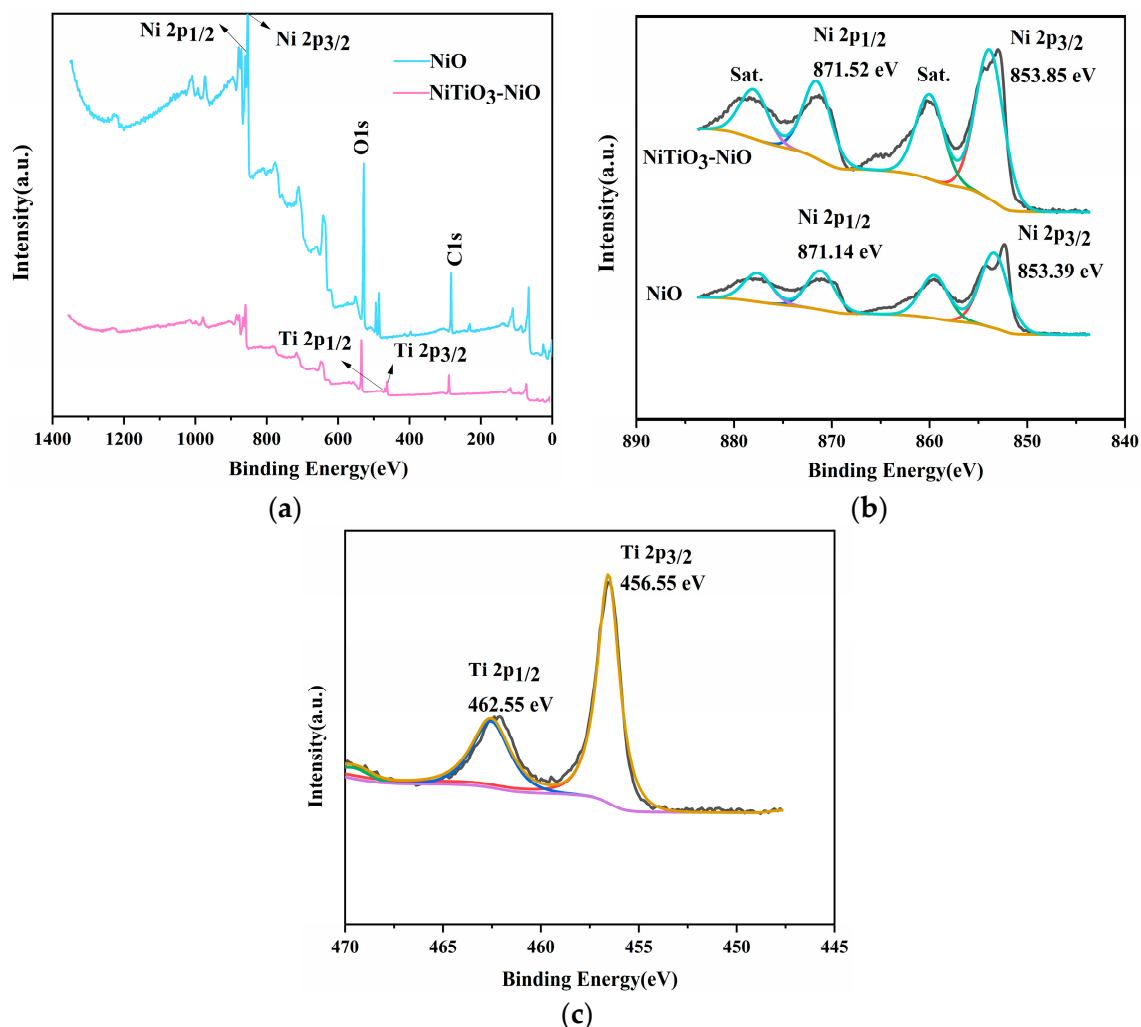 Ni 2p1/2
Ni 2p3/2
NiO
NiTiO3-NiO
O1s
C1s
Ti 2p1/2
Ti 2p3/2
Intensity(a.u.)
1400 1200 1000 800 600 400 200 0
Binding Energy(eV)
(a)
Ni 2p1/2
871.52 eV
Ni 2p3/2
853.85 eV
Sat.
Sat.
NiTiO3-NiO
Ni 2p1/2
871.14 eV
Ni 2p3/2
853.39 eV
NiO
Intensity(a.u.)
890 880 870 860 850 840
Binding Energy(eV)
(b)
Ti 2p3/2
456.55 eV
Ti 2p1/2
462.55 eV
Intensity(a.u.)
470 465 460 455 450 445
Binding Energy(eV)
(c)